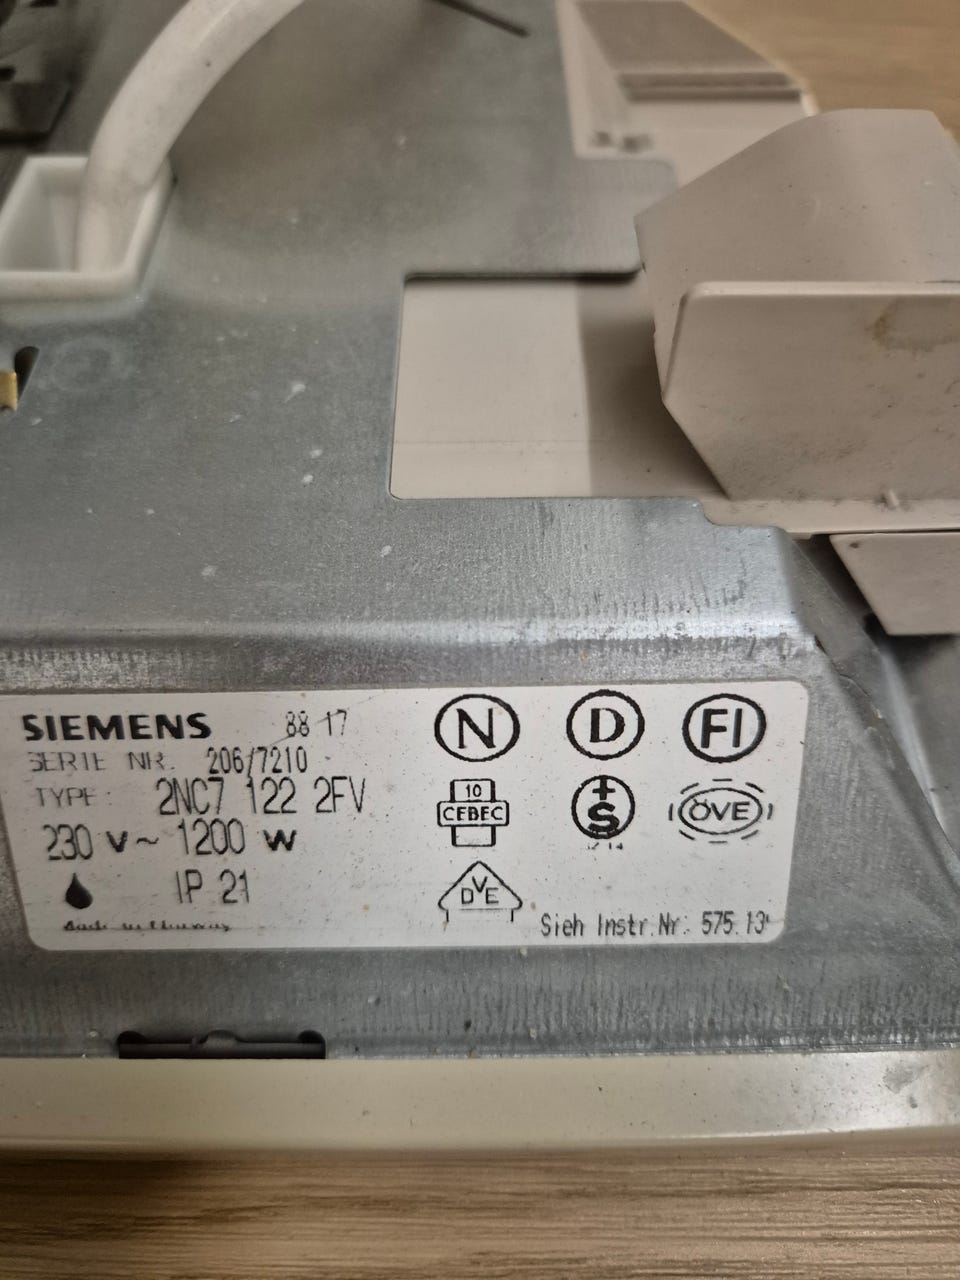 SIEMENS 88 17
SERIE NR. 206/7210
TYPE: 2NC7 122 2FV
230 V~ 1200 W
IP 21
N D FI
10
CEBEC
+S
ÖVE
DVE
Sieh Instr.Nr.: 575.13